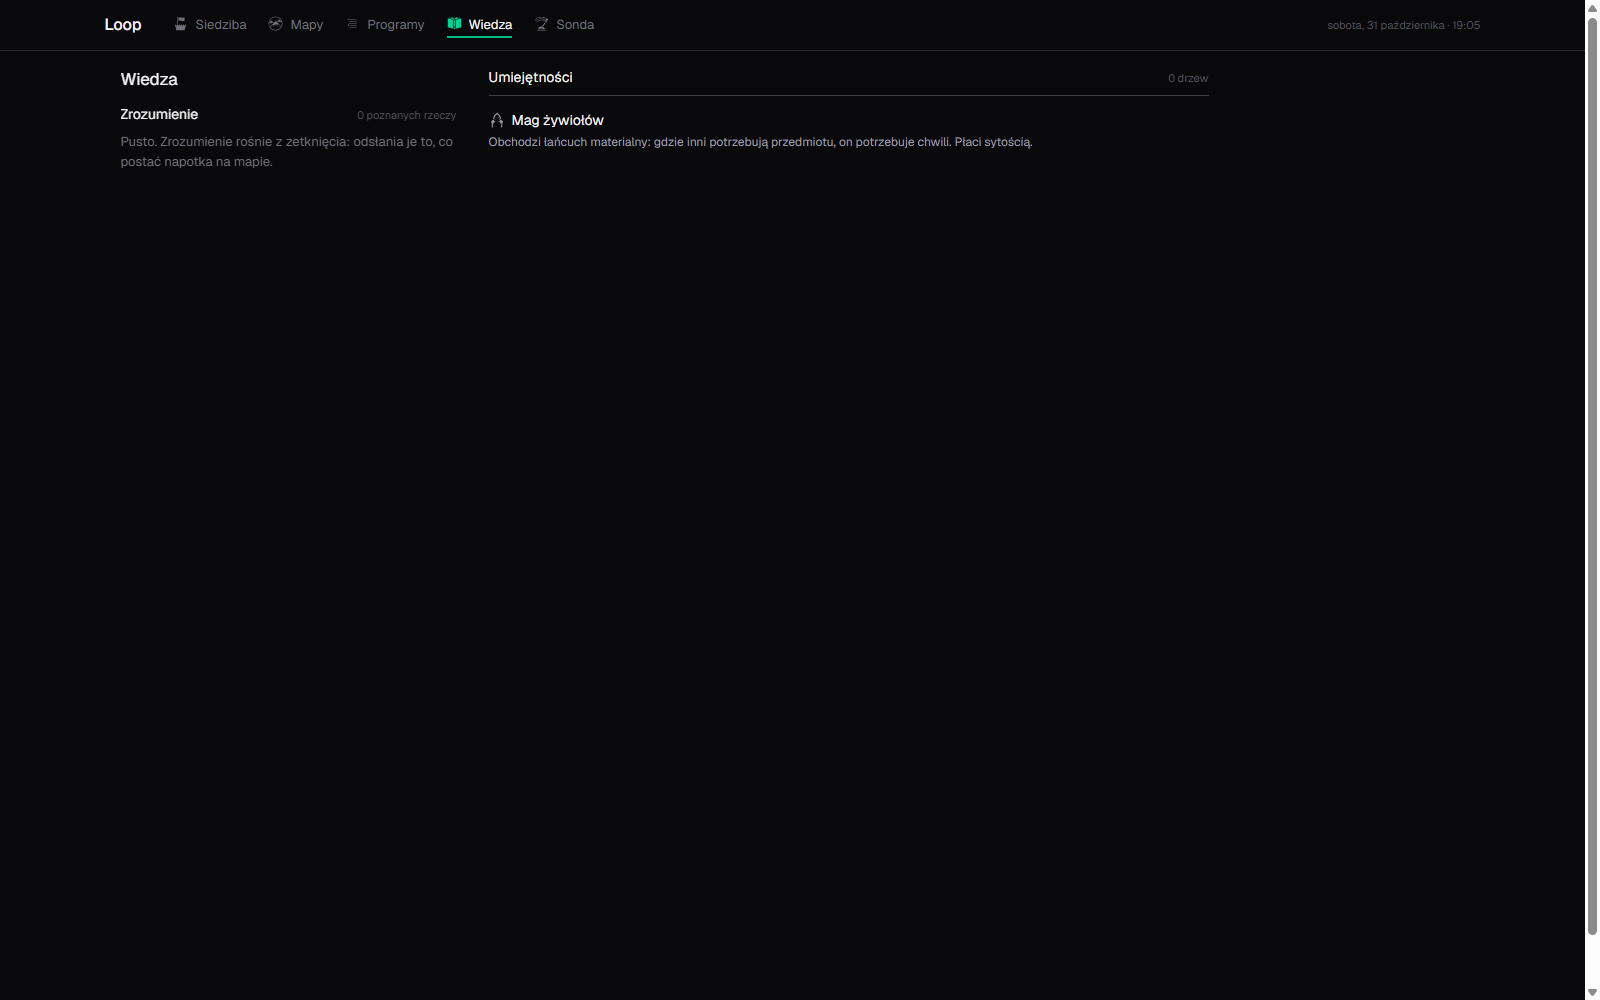 Loop Siedziba Mapy Programy Wiedza Sonda sobota, 31 października · 19:05
Wiedza
Zrozumienie 0 poznanych rzeczy
Pusto. Zrozumienie rośnie z zetknięcia: odsłania je to, co
postać napotka na mapie.
Umiejętności 0 drzew
Mag żywiołów
Obchodzi łańcuch materialny: gdzie inni potrzebują przedmiotu, on potrzebuje chwili. Płaci sytością.